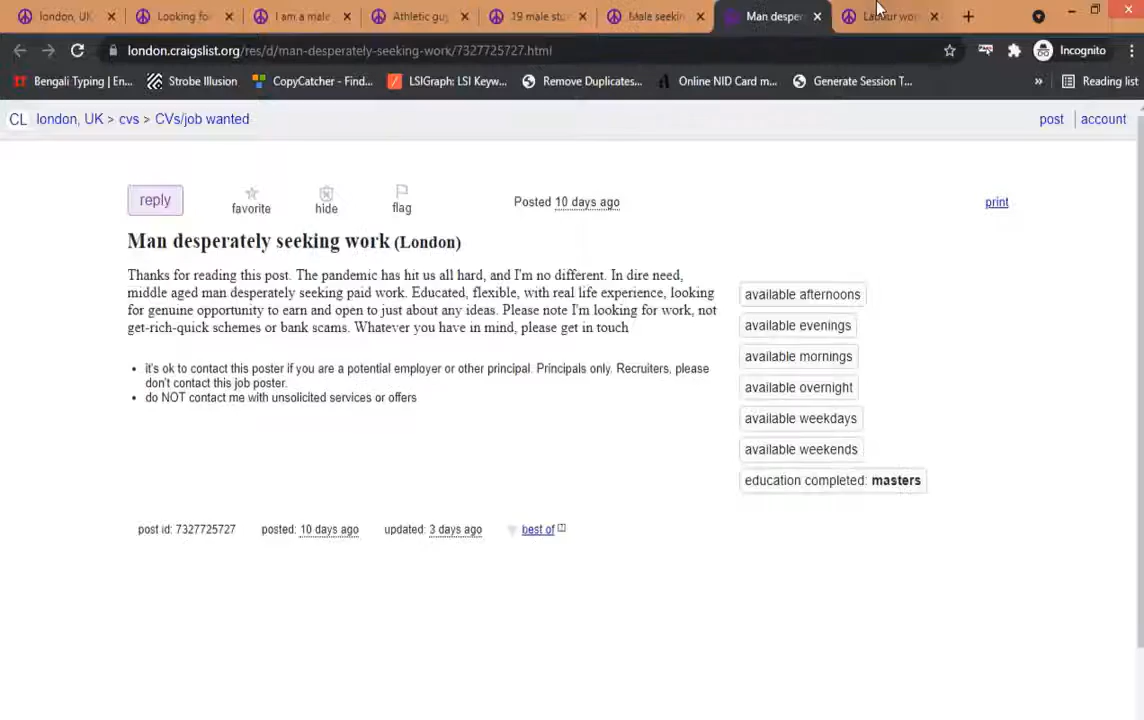 london, UK
Looking fo
I am a male
Athletic gu
19 male stu
Male seekin
Man despe
Labour wo
london.craigslist.org/res/d/man-desperately-seeking-work/7327725727.html
Incognito
Bengali Typing | En...
Strobe Illusion
CopyCatcher - Find...
LSIGraph: LSI Keyw...
Remove Duplicates...
Online NID Card m...
Generate Session T...
»
Reading list
CL london, UK > cvs > CVs/job wanted
post
account
reply
favorite
hide
flag
Posted 10 days ago
print
Man desperately seeking work (London)
Thanks for reading this post. The pandemic has hit us all hard, and I'm no different. In dire need,
middle aged man desperately seeking paid work. Educated, flexible, with real life experience, looking
for genuine opportunity to earn and open to just about any ideas. Please note I'm looking for work, not
get-rich-quick schemes or bank scams. Whatever you have in mind, please get in touch
available afternoons
available evenings
available mornings
available overnight
available weekdays
available weekends
education completed: masters
• it's ok to contact this poster if you are a potential employer or other principal. Principals only. Recruiters, please
don't contact this job poster.
• do NOT contact me with unsolicited services or offers
post id: 7327725727
posted: 10 days ago
updated: 3 days ago
best of [?]